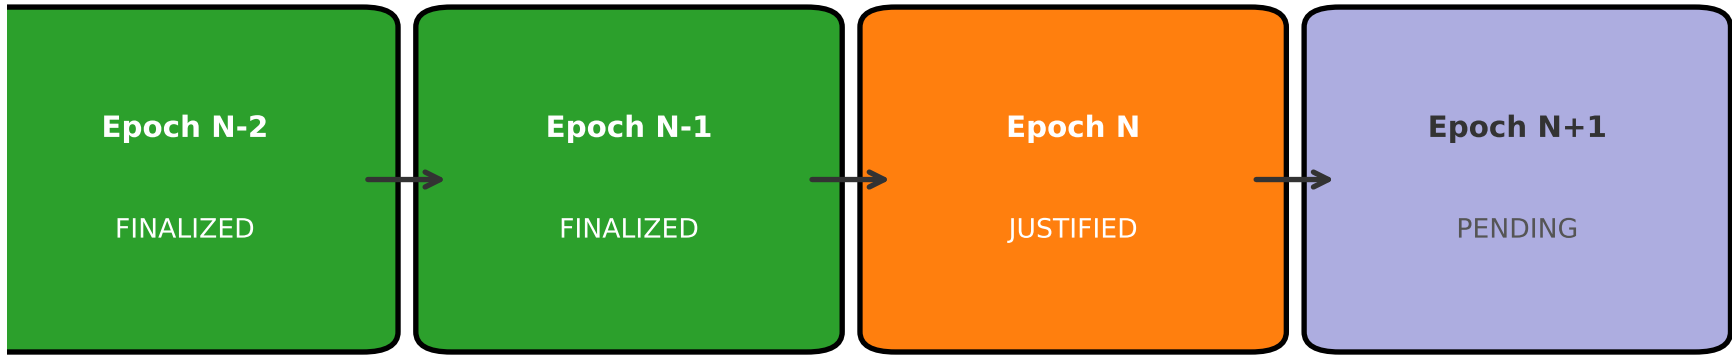 Epoch N-2
FINALIZED
Epoch N-1
FINALIZED
Epoch N
JUSTIFIED
Epoch N+1
PENDING